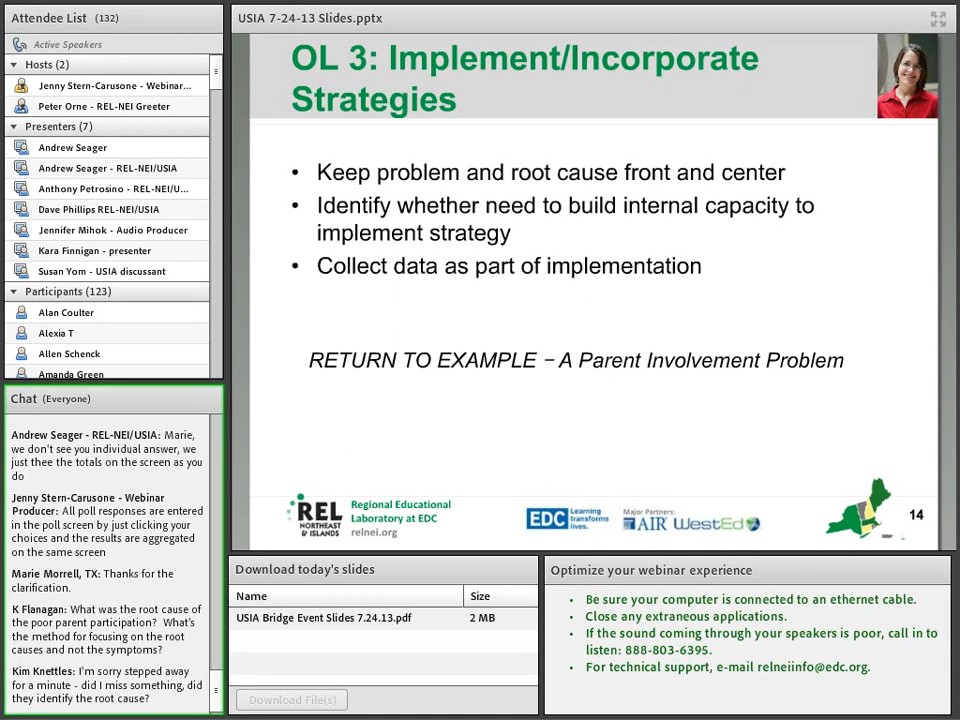 Attendee List (132)
Active Speakers
Hosts (2)
Jenny Stern-Carusone - Webinar...
Peter Orne - REL-NEI Greeter
Presenters (7)
Andrew Seager
Andrew Seager - REL-NEI/USIA
Anthony Petrosino - REL-NEI/U...
Dave Phillips REL-NEI/USIA
Jennifer Mihok - Audio Producer
Kara Finnigan - presenter
Susan Yom - USIA discussant
Participants (123)
Alan Coulter
Alexia T
Allen Schenck
Amanda Green
Chat (Everyone)
Andrew Seager - REL-NEI/USIA: Marie,
we don't see you individual answer, we
just thee the totals on the screen as you
do
Jenny Stern-Carusone - Webinar
Producer: All poll responses are entered
in the poll screen by just clicking your
choices and the results are aggregated
on the same screen
Marie Morrell, TX: Thanks for the
clarification.
K Flanagan: What was the root cause of
the poor parent participation? What's
the method for focusing on the root
causes and not the symptoms?
Kim Knettles: I'm sorry stepped away
for a minute - did I miss something, did
they identify the root cause?
USIA 7-24-13 Slides.pptx
OL 3: Implement/Incorporate
Strategies
• Keep problem and root cause front and center
• Identify whether need to build internal capacity to
implement strategy
• Collect data as part of implementation
RETURN TO EXAMPLE – A Parent Involvement Problem
REL
NORTHEAST
& ISLANDS
Regional Educational
Laboratory at EDC
relnei.org
EDC Learning
transforms
lives.
Major Partners:
AIR WestEd
14
Download today's slides
Name Size
USIA Bridge Event Slides 7.24.13.pdf 2 MB
Download File(s)
Optimize your webinar experience
• Be sure your computer is connected to an ethernet cable.
• Close any extraneous applications.
• If the sound coming through your speakers is poor, call in to
listen: 888-803-6395.
• For technical support, e-mail relneiinfo@edc.org.